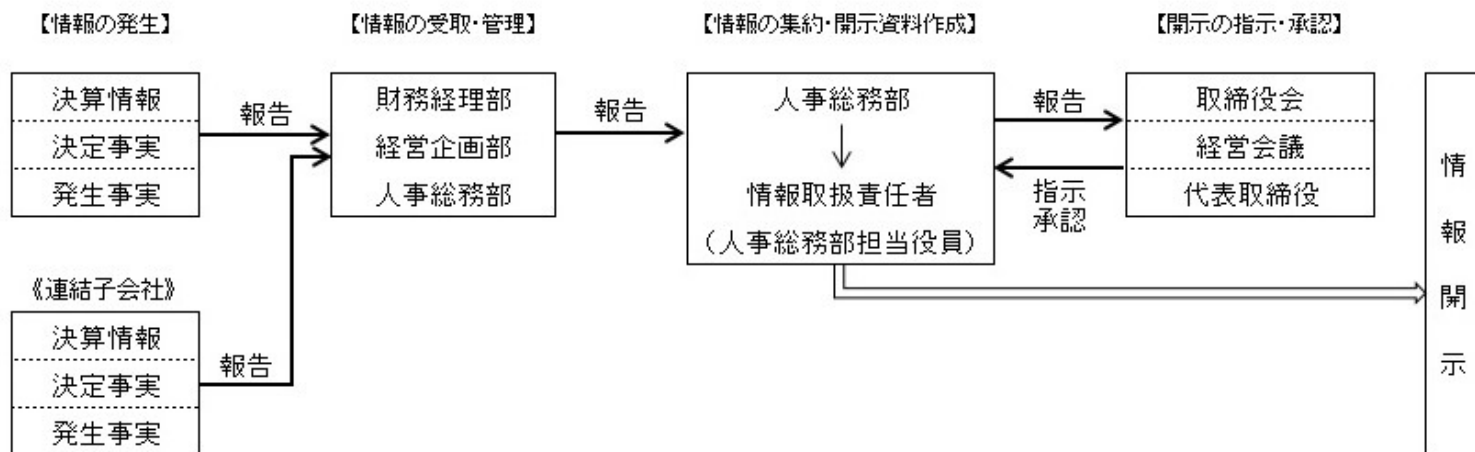 【情報の発生】
【情報の受取・管理】
【情報の集約・開示資料作成】
【開示の指示・承認】
決算情報
決定事実
発生事実
報告
財務経理部
経営企画部
人事総務部
報告
人事総務部
情報取扱責任者
（人事総務部担当役員）
報告
指示
承認
取締役会
経営会議
代表取締役
情報開示
《連結子会社》
決算情報
決定事実
発生事実
報告